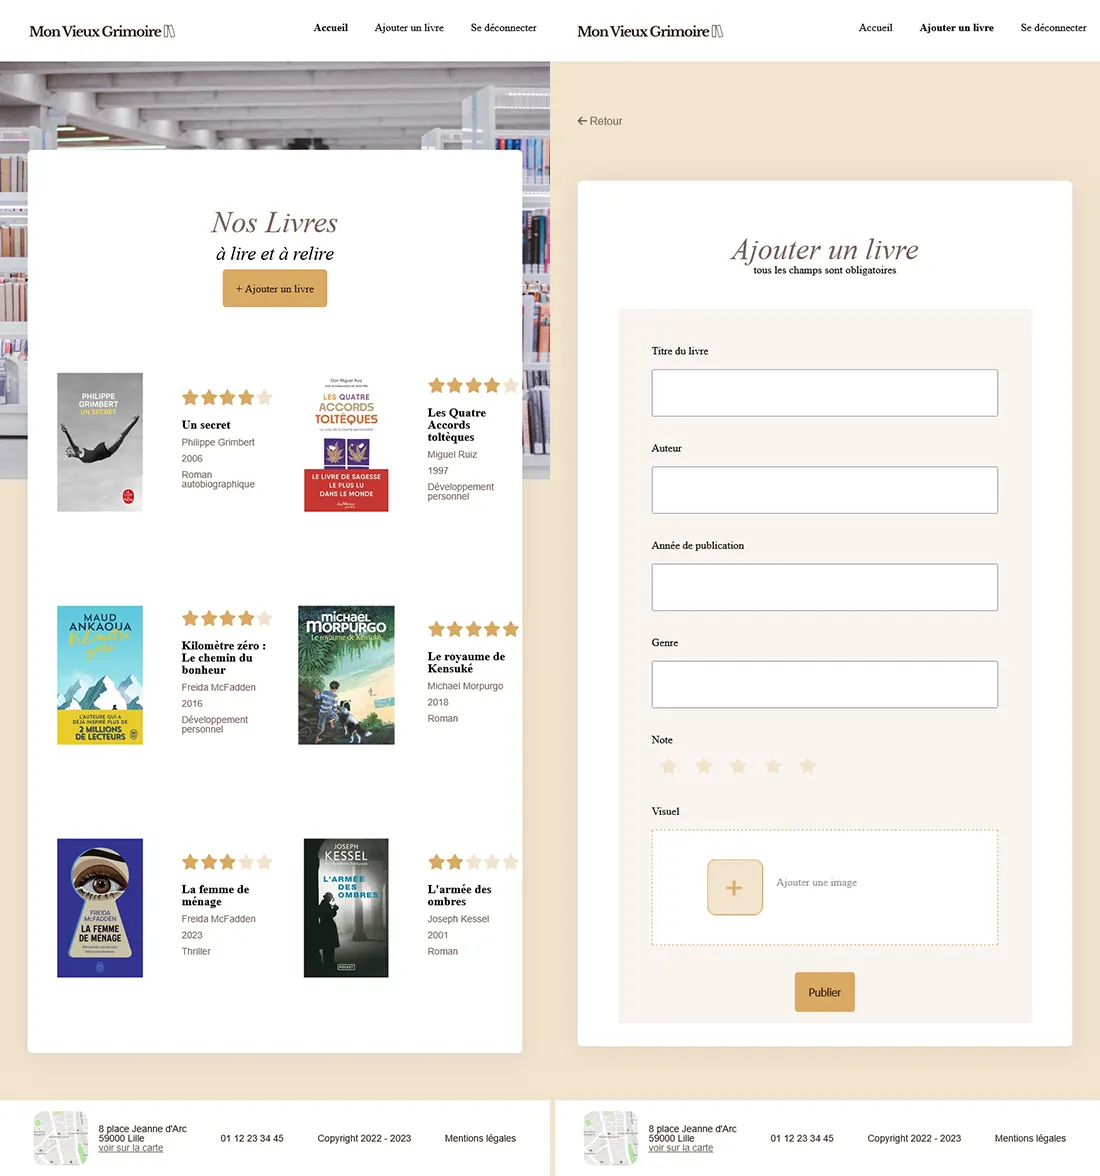 Mon Vieux Grimoire
Accueil
Ajouter un livre
Se déconnecter
Nos Livres
à lire et à relire
+ Ajouter un livre
PHILIPPE
GRIMBERT
UN SECRET
Un secret
Philippe Grimbert
2006
Roman
autobiographique
Don Miguel Ruiz
LES QUATRE
ACCORDS
TOLTÈQUES
LE LIVRE DE SAGESSE
LE PLUS LU
DANS LE MONDE
Les Quatre
Accords
toltèques
Miguel Ruiz
1997
Développement
personnel
MAUD
ANKAOUA
Kilomètre
zéro
L'AUTEURE QUI A
DÉJÀ INSPIRÉ PLUS DE
2 MILLIONS
DE LECTEURS
Kilomètre zéro :
Le chemin du
bonheur
Freida McFadden
2016
Développement
personnel
michael
MORPURGO
Le royaume de Kensuké
Le royaume de
Kensuké
Michael Morpurgo
2018
Roman
FREIDA
McFADDEN
LA FEMME
DE MÉNAGE
La femme de
ménage
Freida McFadden
2023
Thriller
JOSEPH
KESSEL
L'ARMÉE
DES
OMBRES
POCKET
L'armée des
ombres
Joseph Kessel
2001
Roman
8 place Jeanne d'Arc
59000 Lille
voir sur la carte
01 12 23 34 45
Copyright 2022 - 2023
Mentions légales
Mon Vieux Grimoire
Accueil
Ajouter un livre
Se déconnecter
Retour
Ajouter un livre
tous les champs sont obligatoires
Titre du livre
Auteur
Année de publication
Genre
Note
Visuel
+
Ajouter une image
Publier
8 place Jeanne d'Arc
59000 Lille
voir sur la carte
01 12 23 34 45
Copyright 2022 - 2023
Mentions légales